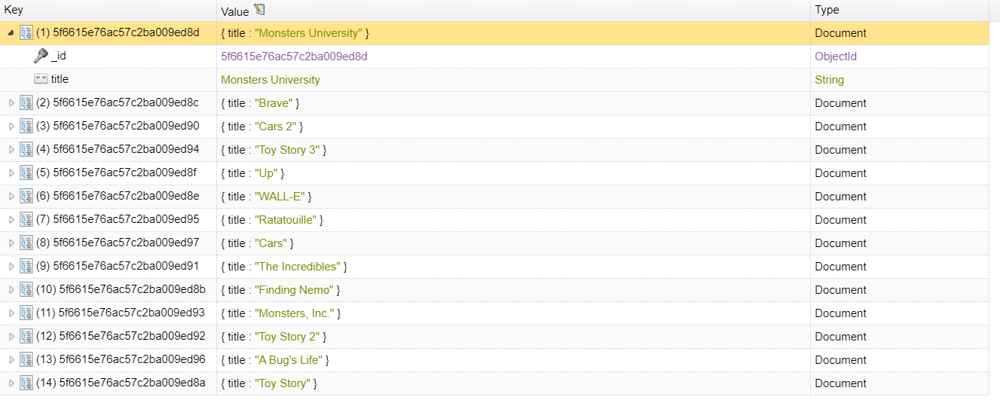 Key Value Type
(1) 5f6615e76ac57c2ba009ed8d { title : "Monsters University" } Document
_id 5f6615e76ac57c2ba009ed8d ObjectId
" " title Monsters University String
(2) 5f6615e76ac57c2ba009ed8c { title : "Brave" } Document
(3) 5f6615e76ac57c2ba009ed90 { title : "Cars 2" } Document
(4) 5f6615e76ac57c2ba009ed94 { title : "Toy Story 3" } Document
(5) 5f6615e76ac57c2ba009ed8f { title : "Up" } Document
(6) 5f6615e76ac57c2ba009ed8e { title : "WALL-E" } Document
(7) 5f6615e76ac57c2ba009ed95 { title : "Ratatouille" } Document
(8) 5f6615e76ac57c2ba009ed97 { title : "Cars" } Document
(9) 5f6615e76ac57c2ba009ed91 { title : "The Incredibles" } Document
(10) 5f6615e76ac57c2ba009ed8b { title : "Finding Nemo" } Document
(11) 5f6615e76ac57c2ba009ed93 { title : "Monsters, Inc." } Document
(12) 5f6615e76ac57c2ba009ed92 { title : "Toy Story 2" } Document
(13) 5f6615e76ac57c2ba009ed96 { title : "A Bug's Life" } Document
(14) 5f6615e76ac57c2ba009ed8a { title : "Toy Story" } Document